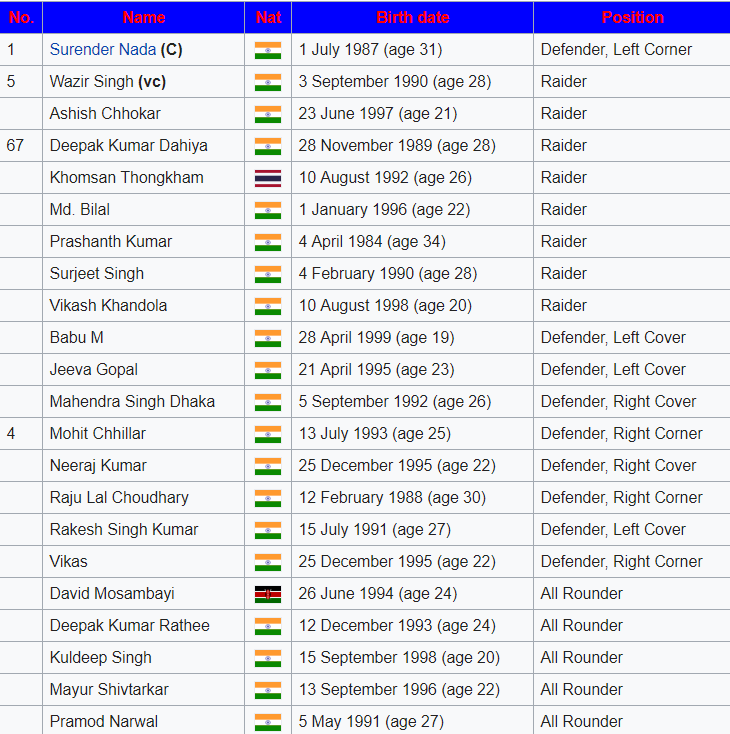 No. Name Nat Birth date Position
1 Surender Nada (C) 1 July 1987 (age 31) Defender, Left Corner
5 Wazir Singh (vc) 3 September 1990 (age 28) Raider
Ashish Chhokar 23 June 1997 (age 21) Raider
67 Deepak Kumar Dahiya 28 November 1989 (age 28) Raider
Khomsan Thongkham 10 August 1992 (age 26) Raider
Md. Bilal 1 January 1996 (age 22) Raider
Prashanth Kumar 4 April 1984 (age 34) Raider
Surjeet Singh 4 February 1990 (age 28) Raider
Vikash Khandola 10 August 1998 (age 20) Raider
Babu M 28 April 1999 (age 19) Defender, Left Cover
Jeeva Gopal 21 April 1995 (age 23) Defender, Left Cover
Mahendra Singh Dhaka 5 September 1992 (age 26) Defender, Right Cover
4 Mohit Chhillar 13 July 1993 (age 25) Defender, Right Corner
Neeraj Kumar 25 December 1995 (age 22) Defender, Right Cover
Raju Lal Choudhary 12 February 1988 (age 30) Defender, Right Corner
Rakesh Singh Kumar 15 July 1991 (age 27) Defender, Left Cover
Vikas 25 December 1995 (age 22) Defender, Right Corner
David Mosambayi 26 June 1994 (age 24) All Rounder
Deepak Kumar Rathee 12 December 1993 (age 24) All Rounder
Kuldeep Singh 15 September 1998 (age 20) All Rounder
Mayur Shivtarkar 13 September 1996 (age 22) All Rounder
Pramod Narwal 5 May 1991 (age 27) All Rounder